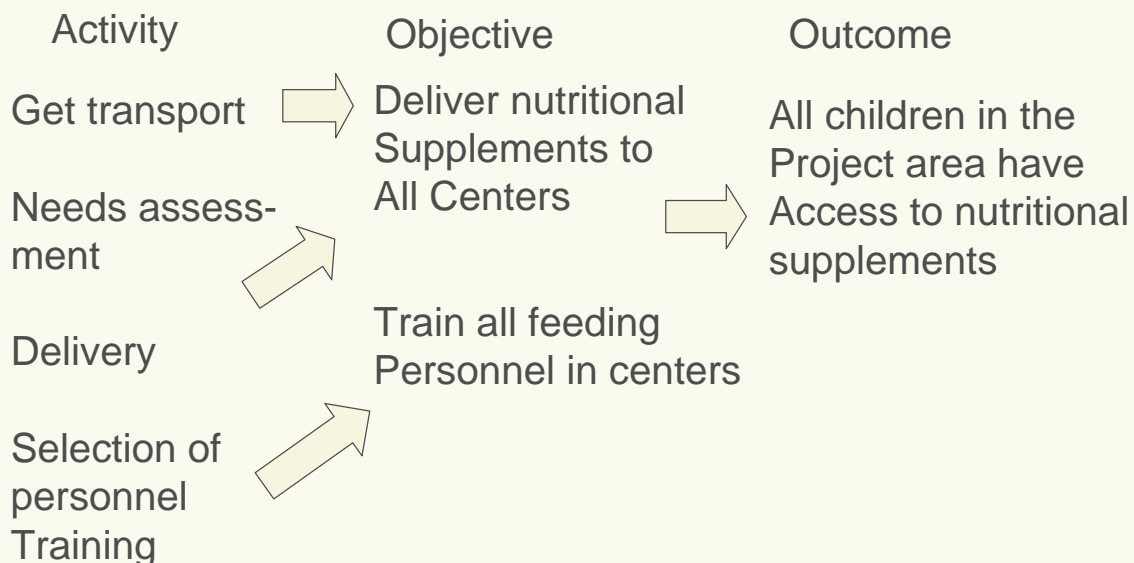 Activity
Objective
Outcome
Get transport
Needs assess-
ment
Delivery
Selection of
personnel
Training
Deliver nutritional
Supplements to
All Centers
Train all feeding
Personnel in centers
All children in the
Project area have
Access to nutritional
supplements